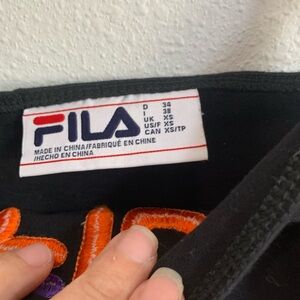 FILA
D 34
I 38
UK XS
US/F XS
CAN XS/TP
MADE IN CHINA/FABRIQUÉ EN CHINE
/HECHO EN CHINA